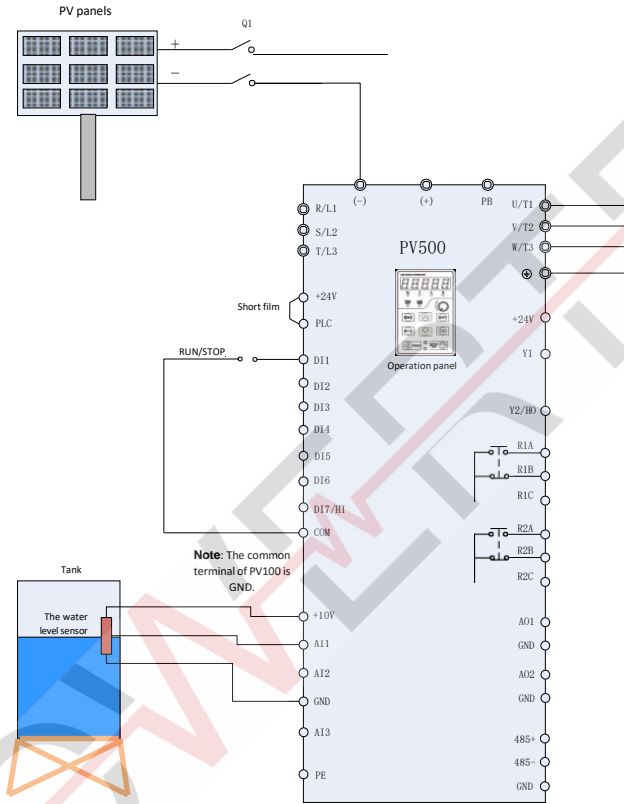 PV panels
Q1
+
−
(-)
(+)
PB
R/L1
S/L2
T/L3
U/T1
V/T2
W/T3
PV500
+24V
Short film
PLC
+24V
Operation panel
RUN/STOP
DI1
Y1
DI2
DI3
Y2/HO
DI4
R1A
DI5
R1B
DI6
R1C
DI7/HI
COM
R2A
R2B
R2C
Note: The common
terminal of PV100 is
GND.
Tank
The water
level sensor
+10V
AI1
AI2
GND
AI3
PE
AO1
GND
AO2
GND
485+
485-
GND